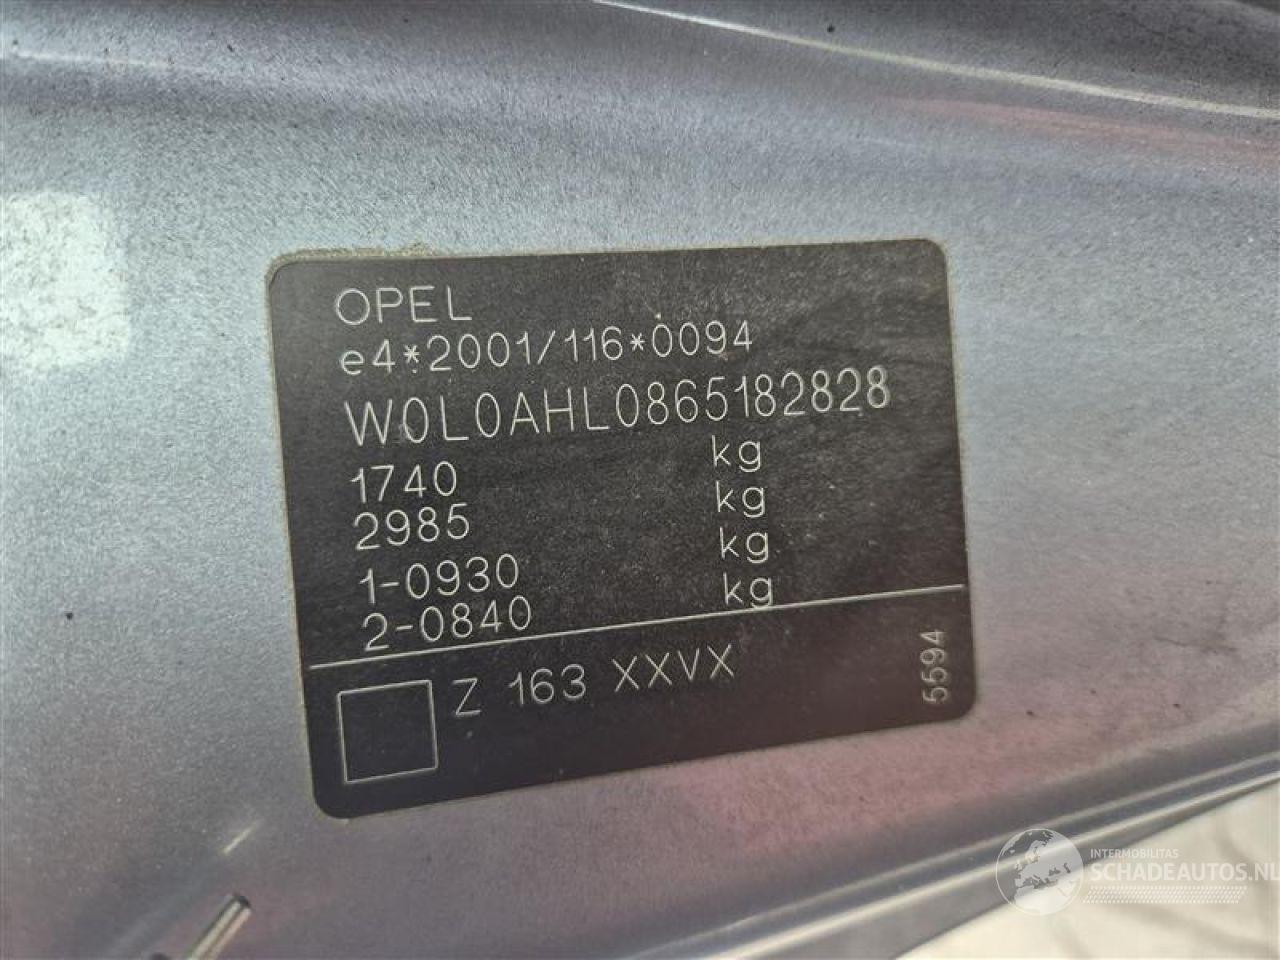 OPEL
e4*2001/116*0094
W0L0AHL0865182828
1740 kg
2985 kg
1-0930 kg
2-0840 kg
Z 163 XXVX
5594
INTERMOBILITAS
SCHADEAUTOS.NL